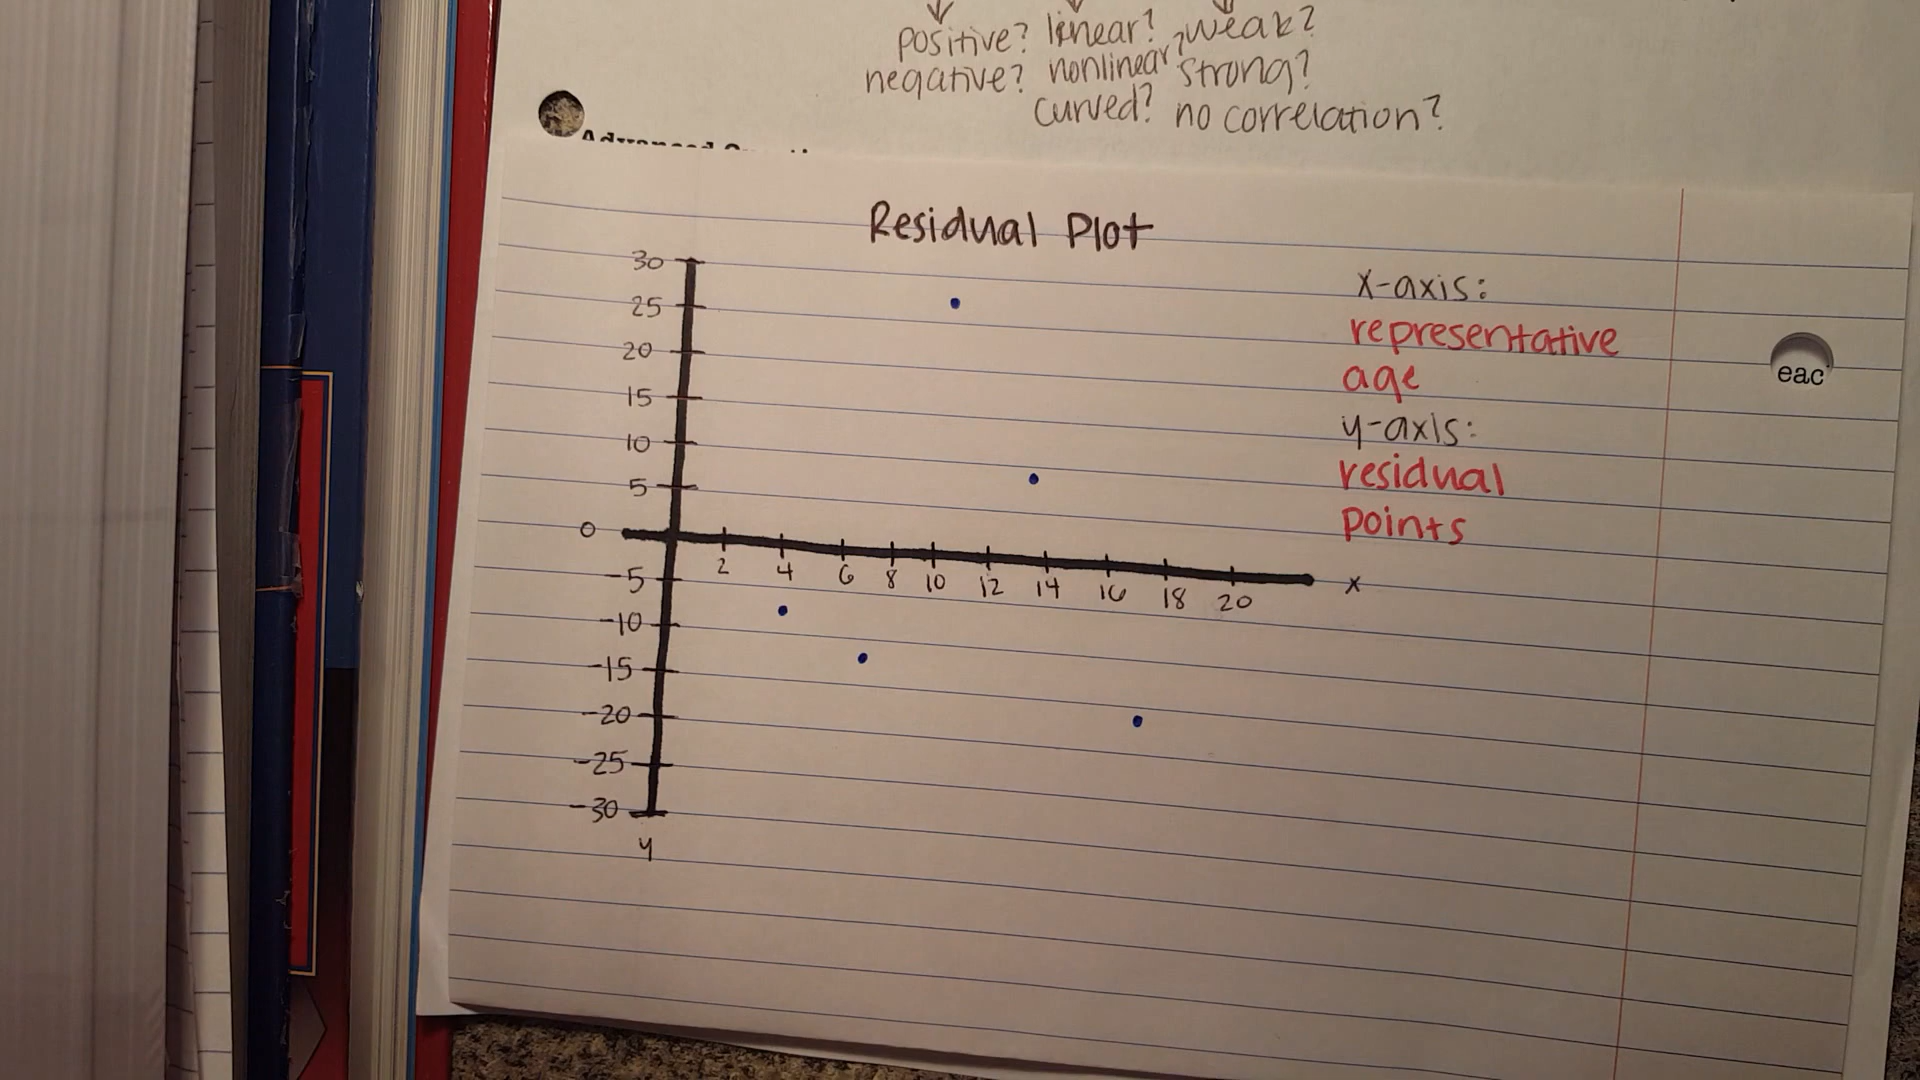 positive? linear? weak?
negative? nonlinear? strong?
curved? no correlation?
Residual Plot
30
25
20
15
10
5
0
-5
-10
-15
-20
-25
-30
y
2 4 6 8 10 12 14 16 18 20 x
x-axis:
representative
age
y-axis:
residual
points
eac